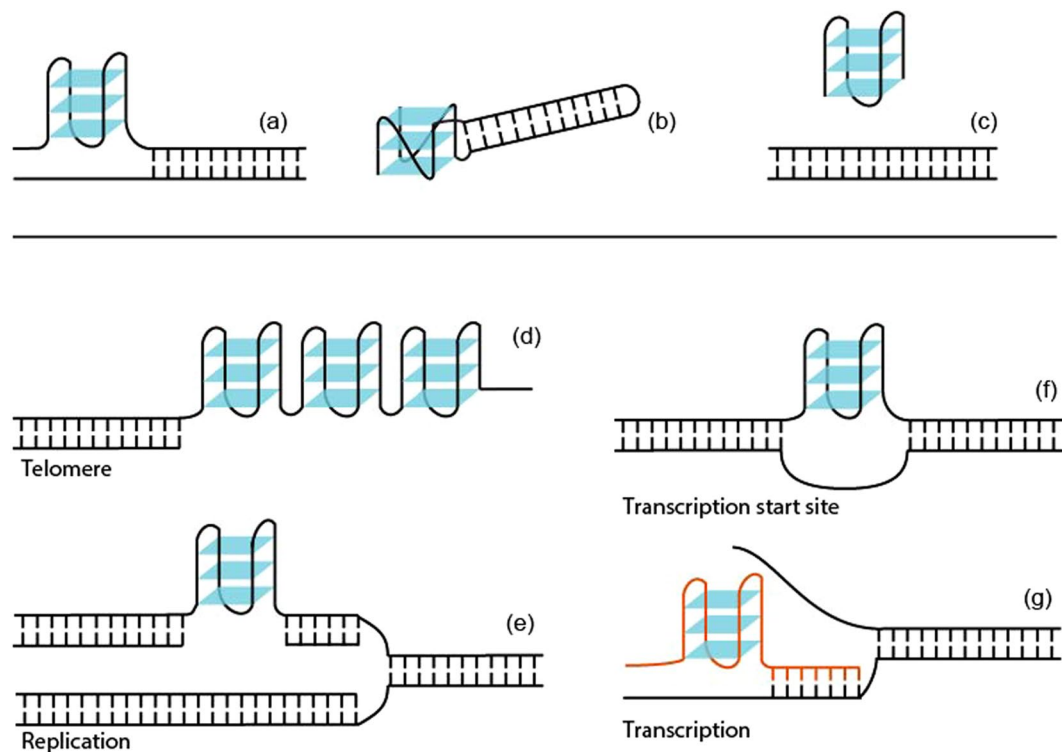 (a)
(b)
(c)
(d)
Telomere
(f)
Transcription start site
(e)
Replication
(g)
Transcription